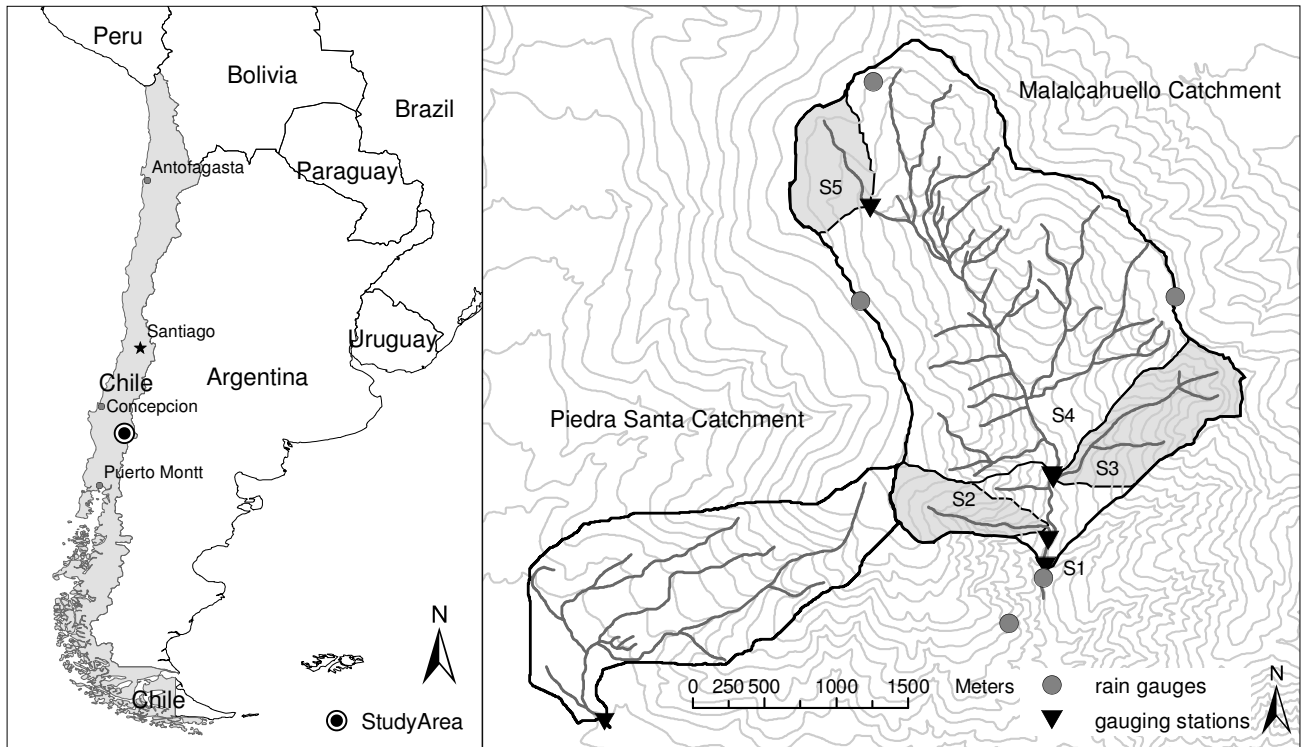 Peru
Bolivia
Brazil
Antofagasta
Paraguay
Santiago
Uruguay
Chile
Argentina
Concepcion
Puerto Montt
N
Chile
StudyArea
Malalcahuello Catchment
S5
Piedra Santa Catchment
S4
S3
S2
S1
0 250 500 1000 1500 Meters
rain gauges
gauging stations
N